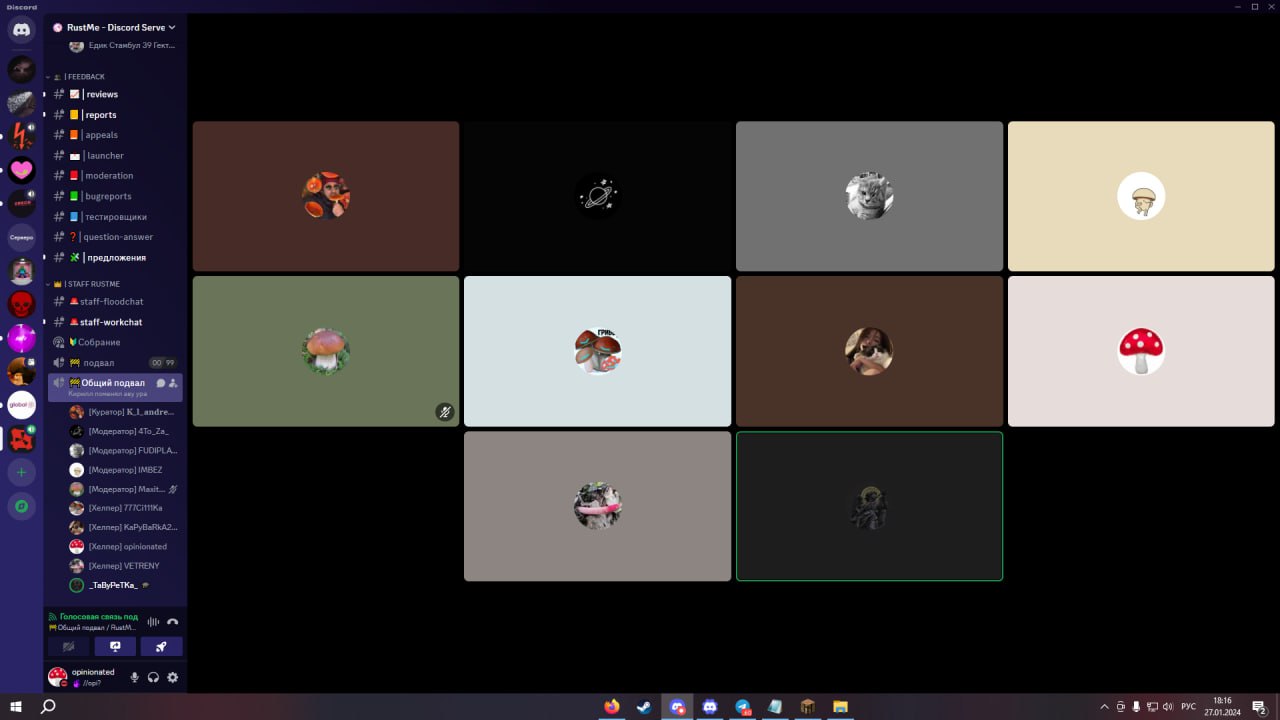 Discord
RustMe - Discord Serve
Едик Стамбул 39 Гект...
| FEEDBACK
| reviews
| reports
| appeals
| launcher
| moderation
| bugreports
| тестировщики
| question-answer
| предложения
Серверо
| STAFF RUSTME
staff-floodchat
staff-workchat
Собрание
подвал 00 99
Общий подвал
Кирилл поменял аву ура
global
[Куратор] K_l_andre...
[Модератор] 4To_Za_
[Модератор] FUDIPLA...
[Модератор] IMBEZ
[Модератор] Maxit...
[Хелпер] 777Ci111Ka
[Хелпер] KaPyBaRkA2...
[Хелпер] opinionated
[Хелпер] VETRENY
_TaByPeTKa_
Голосовая связь под
Общий подвал / RustM...
opinionated
//opi?
РУС
18:16
27.01.2024
2